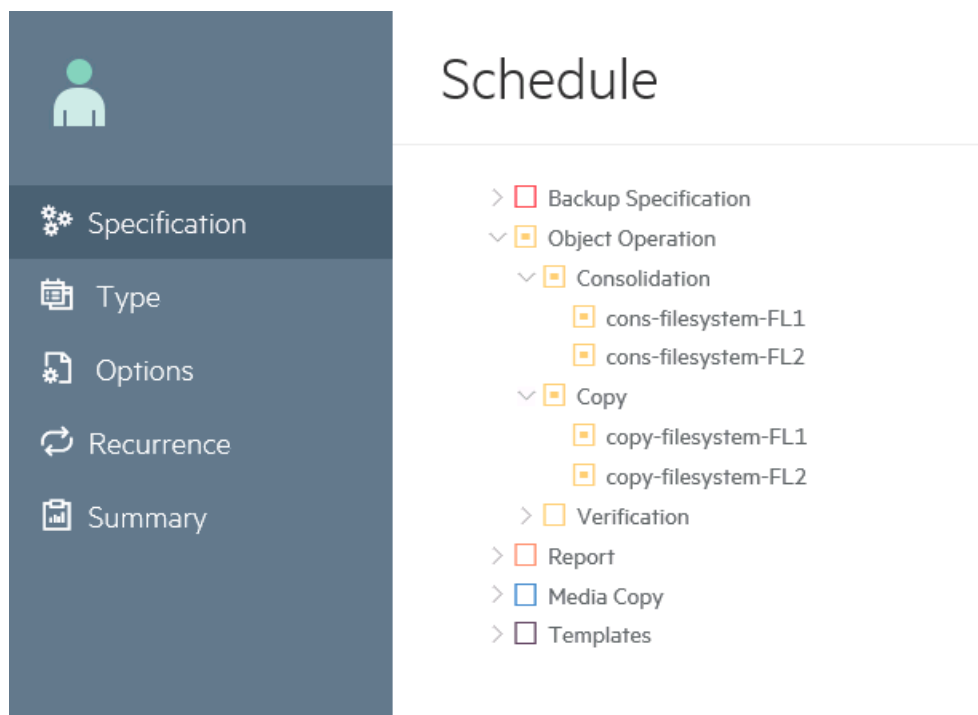 Schedule
Specification
Type
Options
Recurrence
Summary
Backup Specification
Object Operation
Consolidation
cons-filesystem-FL1
cons-filesystem-FL2
Copy
copy-filesystem-FL1
copy-filesystem-FL2
Verification
Report
Media Copy
Templates